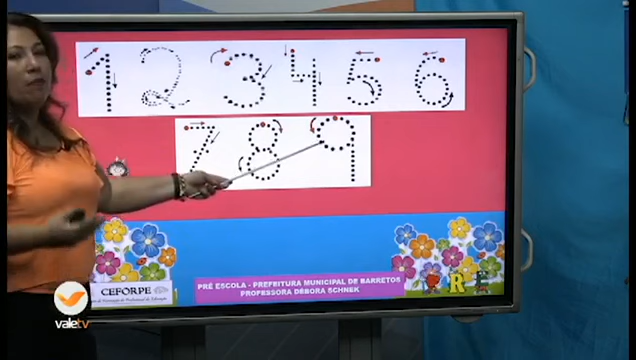 1 2 3 4 5 6
7 8 9
CEFORPE
PRÉ ESCOLA - PREFEITURA MUNICIPAL DE BARRETOS
PROFESSORA DÉBORA SCHNEK
valetv